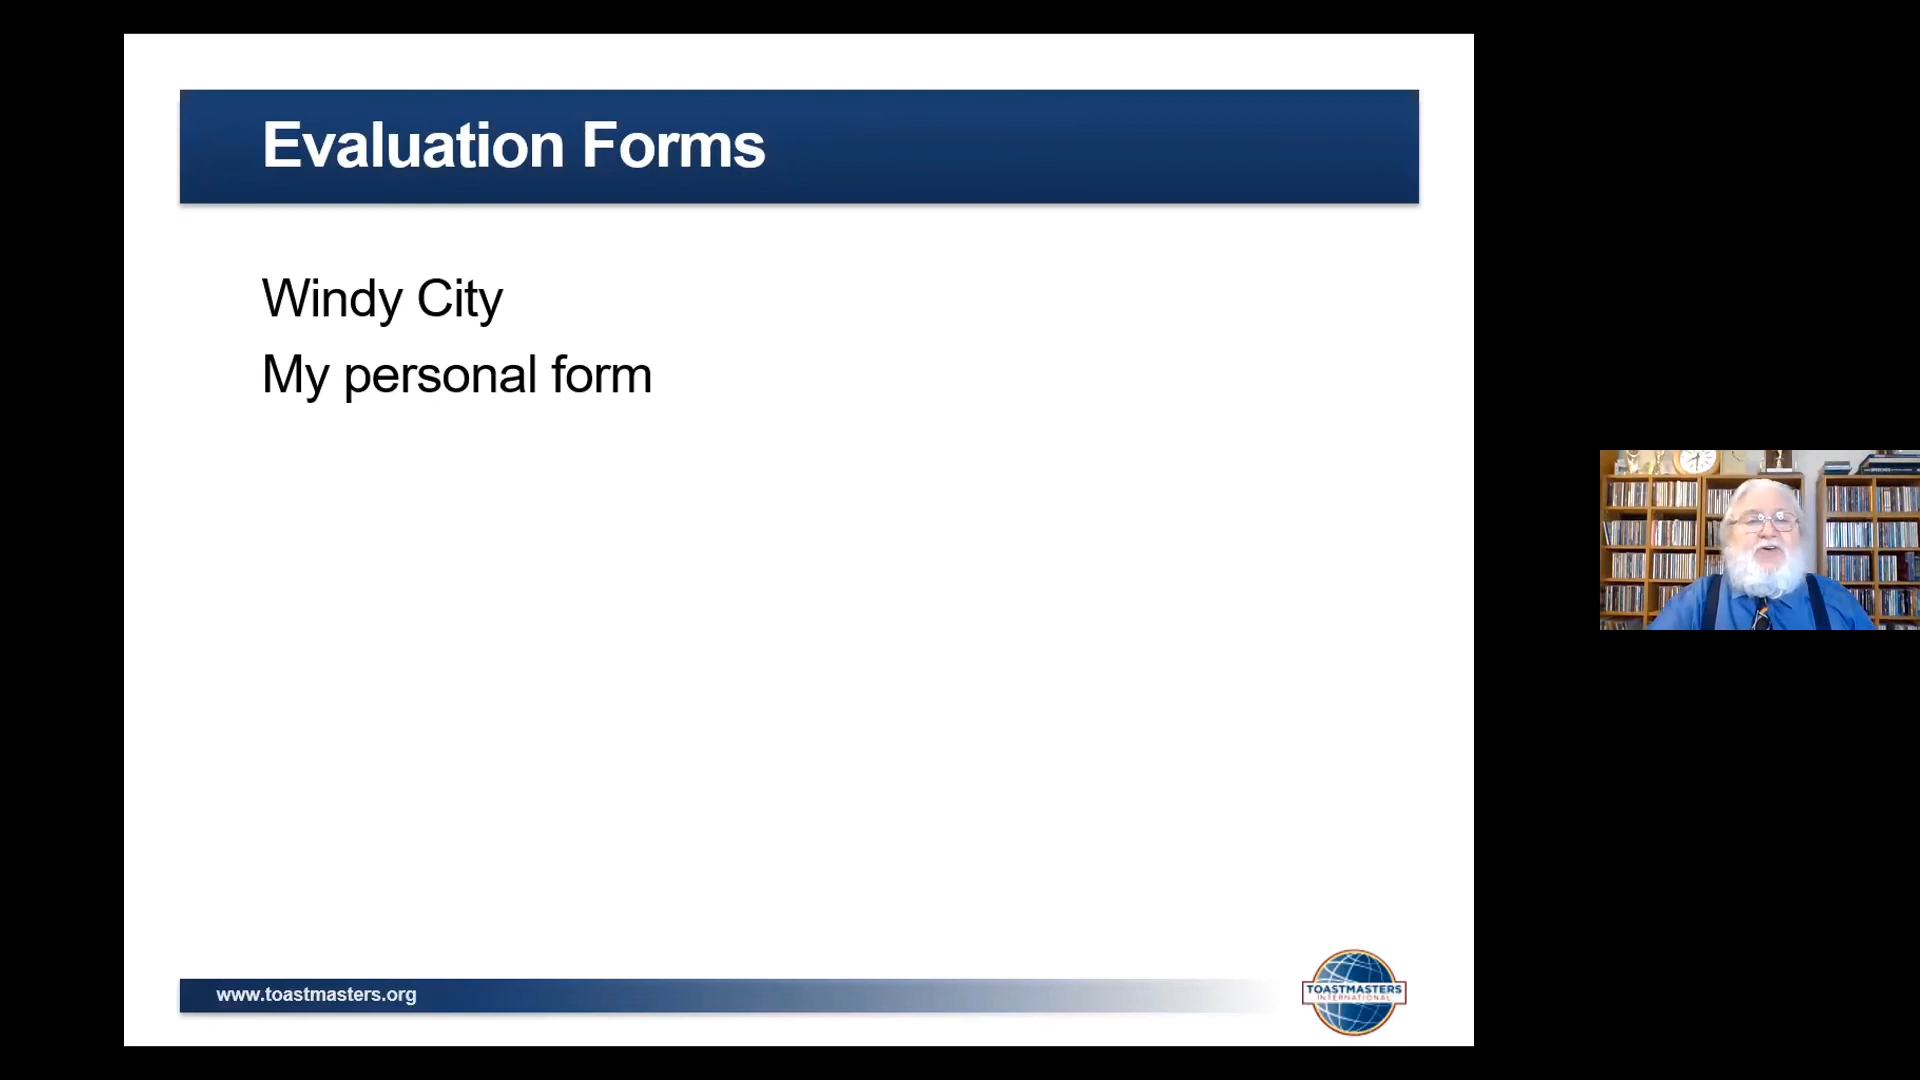 Evaluation Forms
Windy City
My personal form
www.toastmasters.org
TOASTMASTERS
INTERNATIONAL